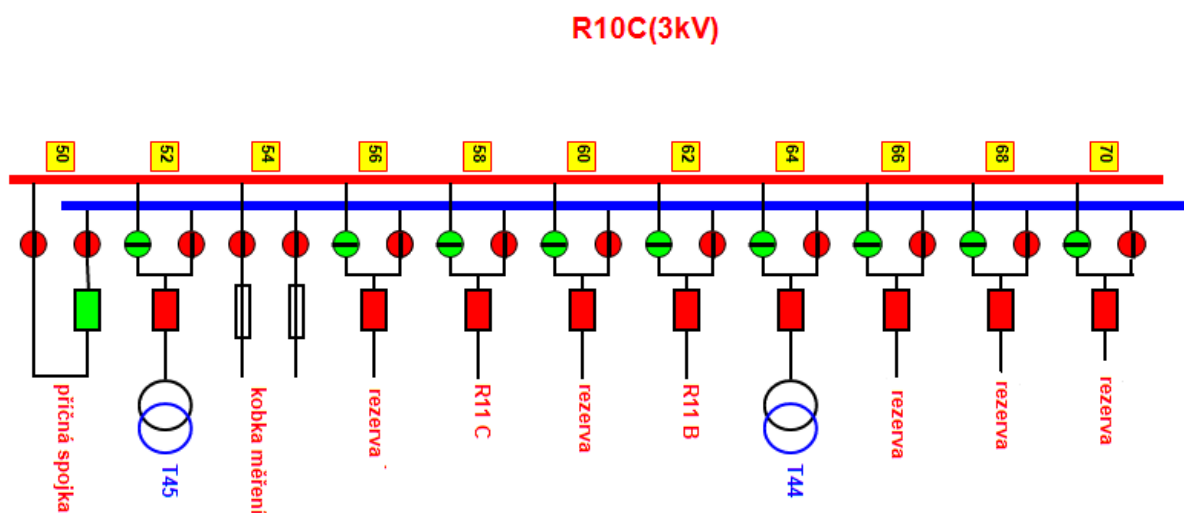 R10C(3kV)
50
52
54
56
58
60
62
64
66
68
70
příčná spojka
T45
kobka měření
rezerva
R11 C
rezerva
R11 B
T44
rezerva
rezerva
rezerva